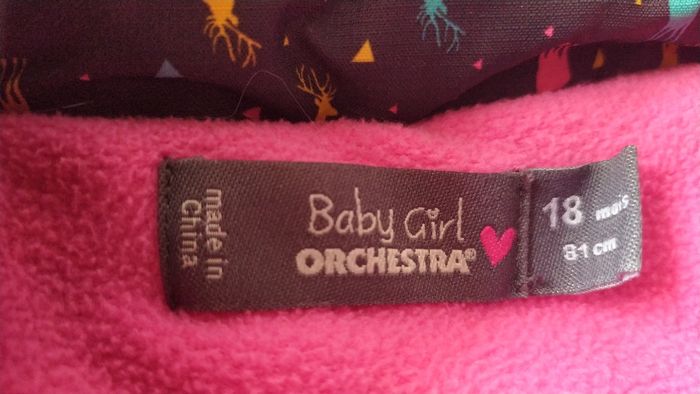 made in
China
Baby Girl
ORCHESTRA®
18 mois
81 cm